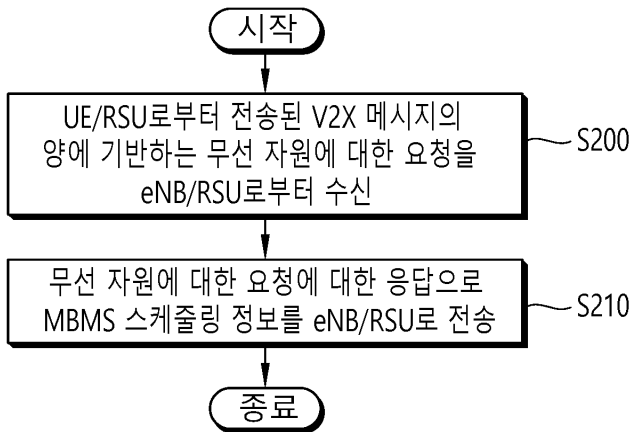 시작
UE/RSU로부터 전송된 V2X 메시지의
양에 기반하는 무선 자원에 대한 요청을
eNB/RSU로부터 수신
S200
무선 자원에 대한 요청에 대한 응답으로
MBMS 스케줄링 정보를 eNB/RSU로 전송
S210
종료